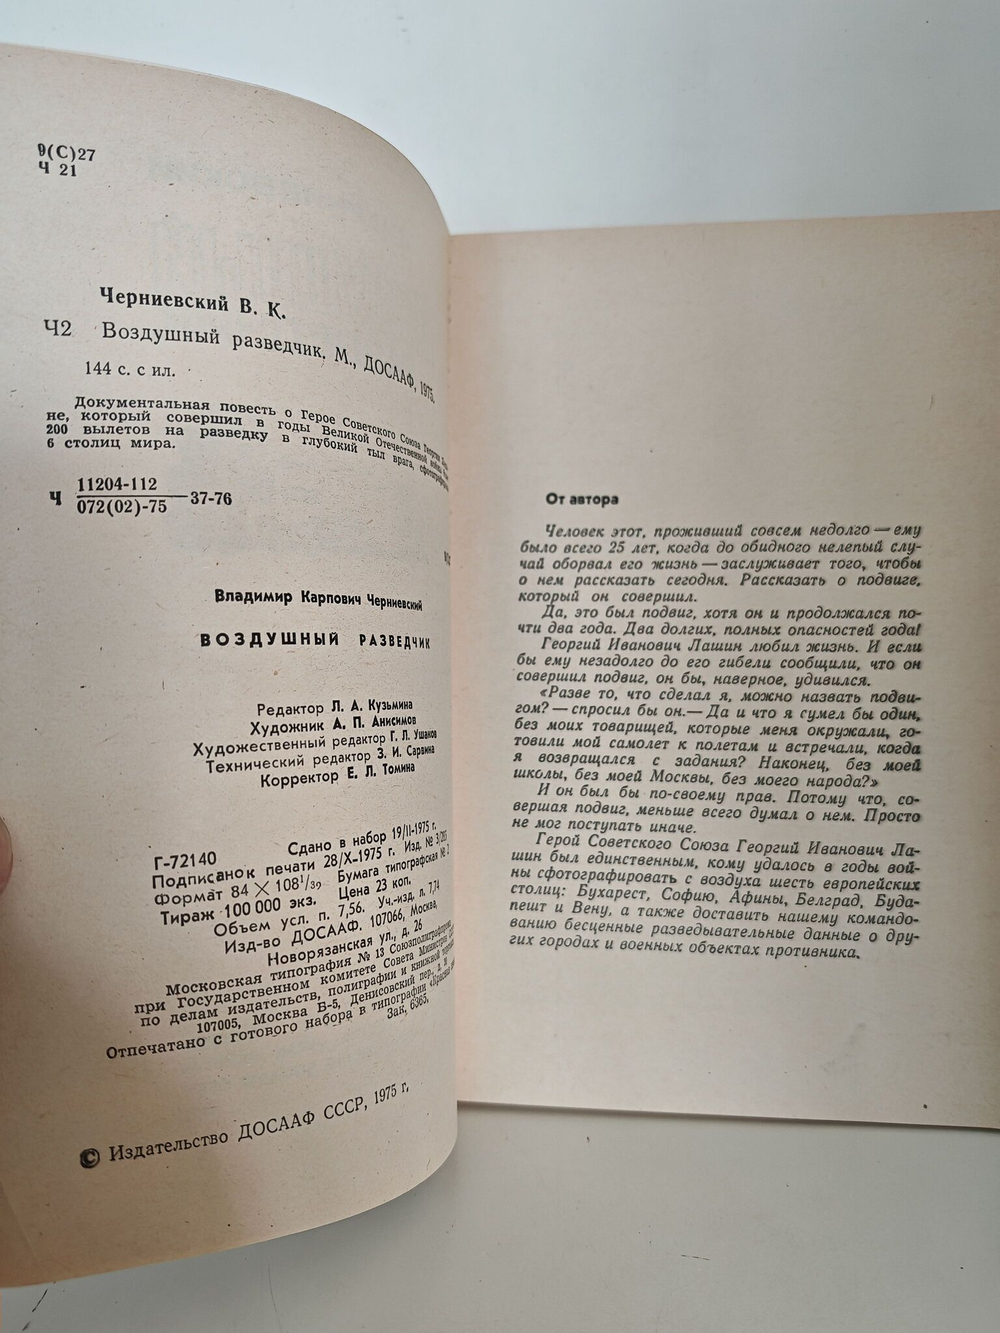 9(С)27
Ч 21
Черниевский В. К.
Ч2 Воздушный разведчик. М., ДОСААФ, 1975.
144 с. с ил.
Документальная повесть о Герое Советского Союза Георгии
не, который совершил в годы Великой Отечественной войны
200 вылетов на разведку в глубокий тыл врага,
6 столиц мира.
Ч 11204-112
072(02)-75 37-76
Владимир Карпович Черниевский
ВОЗДУШНЫЙ РАЗВЕДЧИК
Редактор Л. А. Кузьмина
Художник А. П. Анисимов
Художественный редактор Г. Л. Ушаков
Технический редактор З. И. Сарвина
Корректор Е. Л. Томина
Г-72140 Сдано в набор 19/II-1975 г.
Подписано к печати 28/X-1975 г. Изд. №
Формат 84 × 108¹/₃₉ Бумага типографская № 2
Тираж 100 000 экз. Цена 23 коп.
Объем усл. п. 7,56. Уч.-изд. л. 7,74
Изд-во ДОСААФ. 107066, Москва,
Новорязанская ул., д. 26
Московская типография № 13 Союзполиграфпрома
при Государственном комитете Совета Министров
по делам издательств, полиграфии и книжной торговли
107005, Москва Б-5, Денисовский пер., д.
Отпечатано с готового набора в типографии
Зак. 6365.
© Издательство ДОСААФ СССР, 1975 г.
От автора
Человек этот, проживший совсем недолго — ему
было всего 25 лет, когда до обидного нелепый слу-
чай оборвал его жизнь — заслуживает того, чтобы
о нем рассказать сегодня. Рассказать о подвиге,
который он совершил.
Да, это был подвиг, хотя он и продолжался по-
чти два года. Два долгих, полных опасностей года!
Георгий Иванович Лашин любил жизнь. И если
бы ему незадолго до его гибели сообщили, что он
совершил подвиг, он бы, наверное, удивился.
«Разве то, что сделал я, можно назвать подви-
гом? — спросил бы он.— Да и что я сумел бы один,
без моих товарищей, которые меня окружали, го-
товили мой самолет к полетам и встречали, когда
я возвращался с задания? Наконец, без моей
школы, без моей Москвы, без моего народа?»
И он был бы по-своему прав. Потому что, со-
вершая подвиг, меньше всего думал о нем. Просто
не мог поступать иначе.
Герой Советского Союза Георгий Иванович Ла-
шин был единственным, кому удалось в годы вой-
ны сфотографировать с воздуха шесть европейских
столиц: Бухарест, Софию, Афины, Белград, Буда-
пешт и Вену, а также доставить нашему командо-
ванию бесценные разведывательные данные о дру-
гих городах и военных объектах противника.